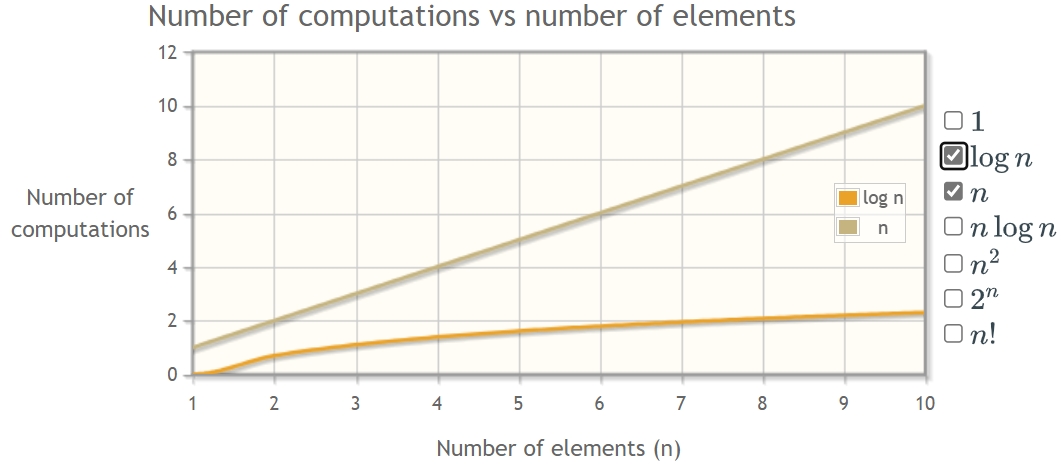 Number of computations vs number of elements
12
10
8
6
4
2
0
Number of
computations
1 2 3 4 5 6 7 8 9 10
Number of elements (n)
log n
n
1
log n
n
n log n
n²
2ⁿ
n!